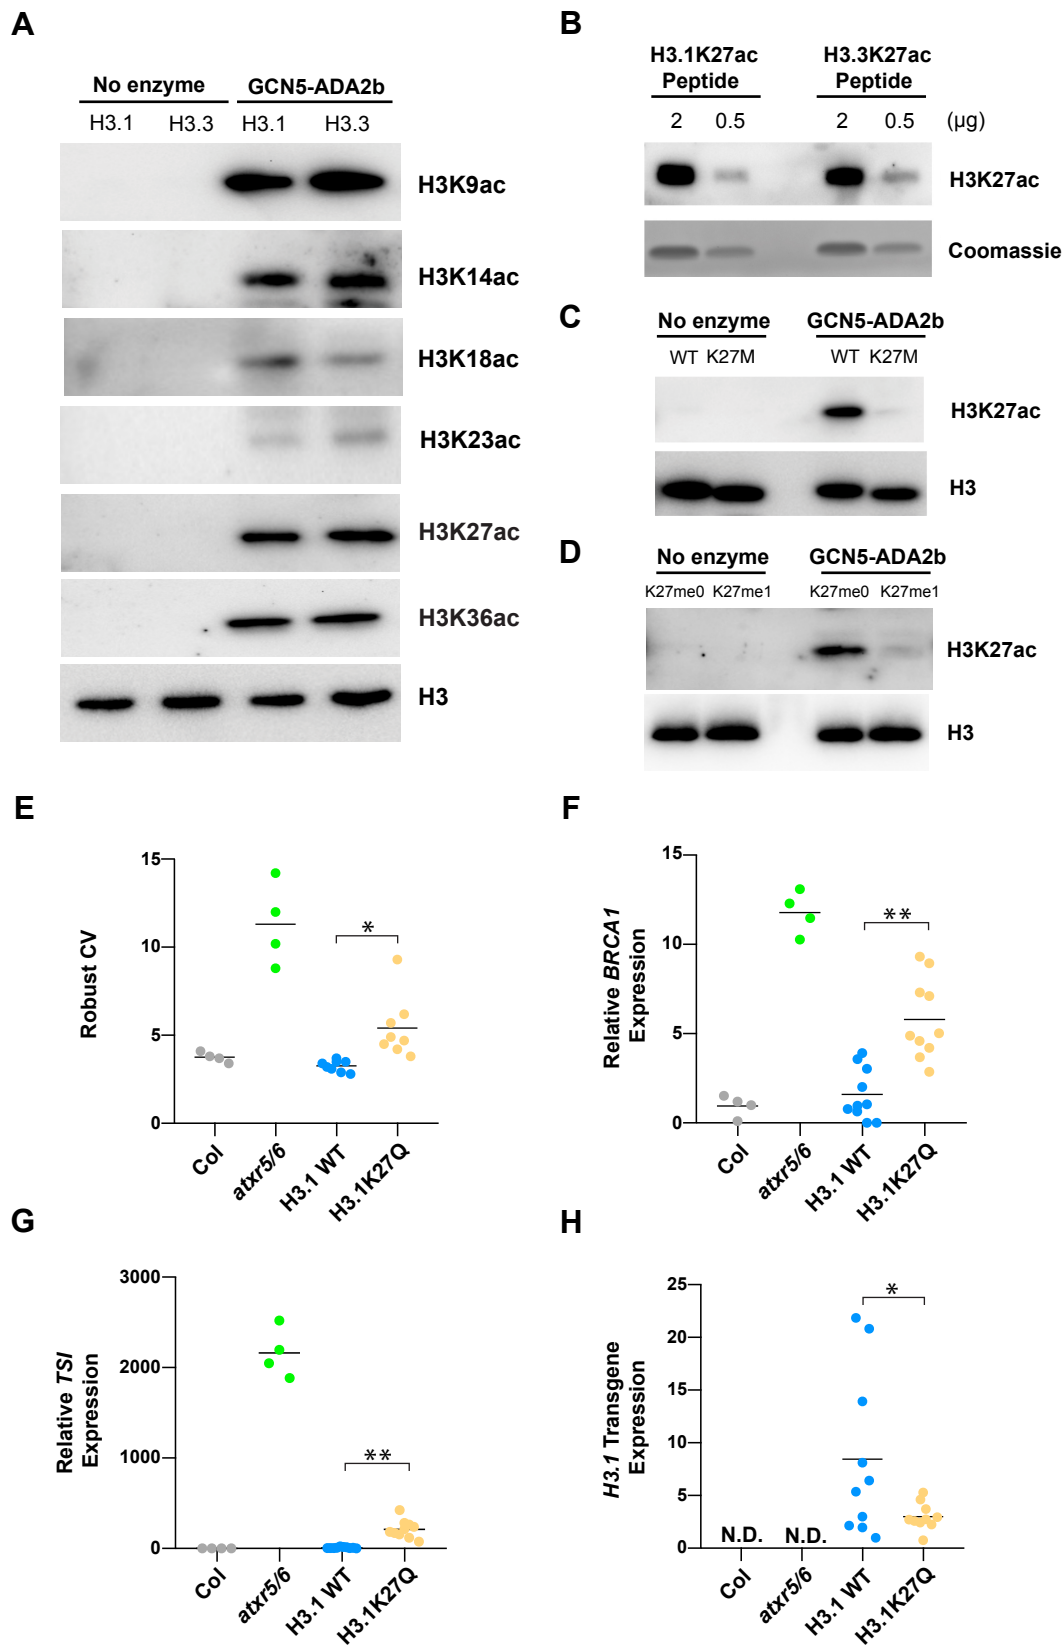 A
No enzyme GCN5-ADA2b
H3.1 H3.3 H3.1 H3.3
H3K9ac
H3K14ac
H3K18ac
H3K23ac
H3K27ac
H3K36ac
H3
B
H3.1K27ac H3.3K27ac
Peptide Peptide
2 0.5 2 0.5 (µg)
H3K27ac
Coomassie
C
No enzyme GCN5-ADA2b
WT K27M WT K27M
H3K27ac
H3
D
No enzyme GCN5-ADA2b
K27me0 K27me1 K27me0 K27me1
H3K27ac
H3
E
Robust CV
15
10
5
0
*
Col atxr5/6 H3.1 WT H3.1K27Q
F
Relative BRCA1
Expression
15
10
5
0
**
Col atxr5/6 H3.1 WT H3.1K27Q
G
Relative TSI
Expression
3000
2000
1000
0
**
Col atxr5/6 H3.1 WT H3.1K27Q
H
H3.1 Transgene
Expression
25
20
15
10
5
0
*
N.D. N.D.
Col atxr5/6 H3.1 WT H3.1K27Q